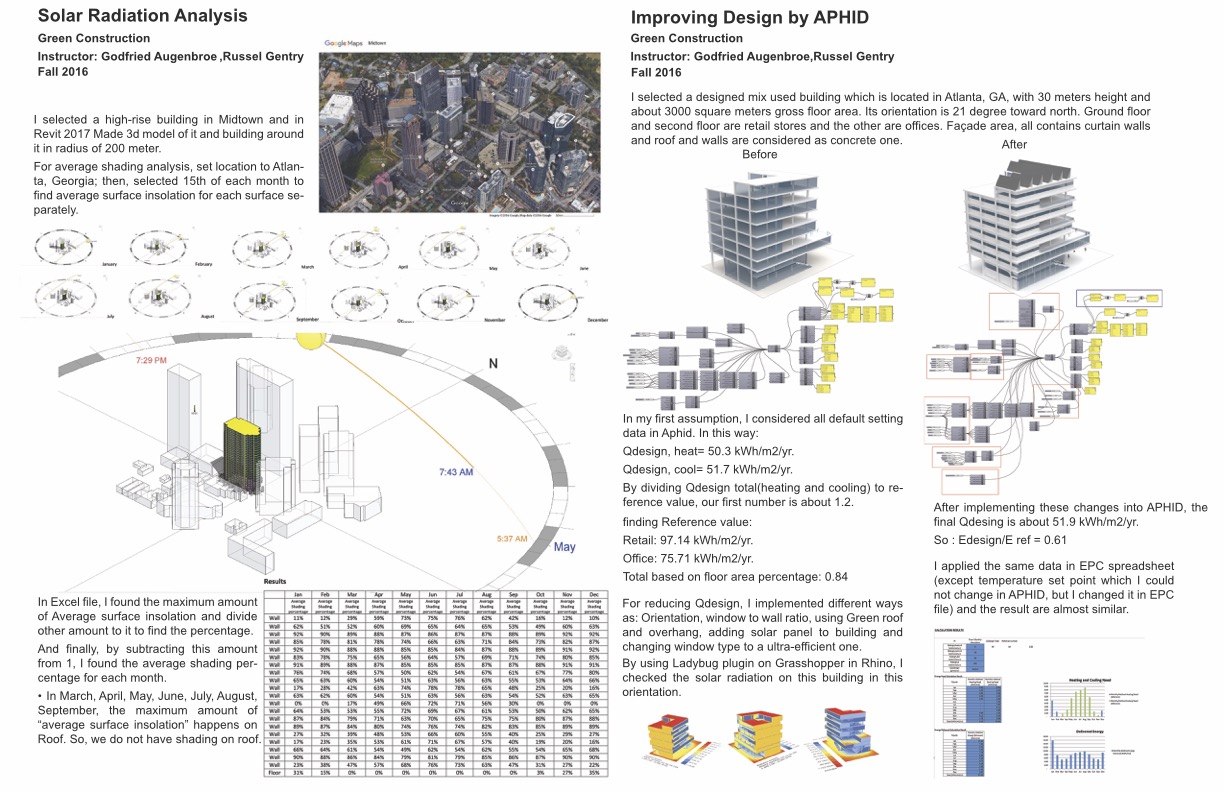 Solar Radiation Analysis
Green Construction
Instructor: Godfried Augenbroe ,Russel Gentry
Fall 2016
Google Maps Midtown
I selected a high-rise building in Midtown and in
Revit 2017 Made 3d model of it and building around
it in radius of 200 meter.
For average shading analysis, set location to Atlan-
ta, Georgia; then, selected 15th of each month to
find average surface insolation for each surface se-
parately.
Google
January February March April May June
July August September November December
7:29 PM
N
7:43 AM
5:37 AM
May
Results
Jan Feb Mar Apr May Jun Jul Aug Sep Oct Nov Dec
Average Average Average Average Average Average Average Average Average Average Average Average
Shading Shading Shading Shading Shading Shading Shading Shading Shading Shading Shading Shading
percentage percentage percentage percentage percentage percentage percentage percentage percentage percentage percentage percentage
Wall 11% 12% 29% 59% 73% 75% 76% 62% 42% 16% 12% 10%
Wall 62% 51% 52% 60% 69% 65% 64% 65% 53% 49% 60% 63%
Wall 92% 90% 89% 88% 87% 86% 87% 87% 88% 89% 92% 92%
Wall 85% 78% 81% 78% 74% 66% 63% 71% 84% 73% 82% 87%
Wall 92% 90% 88% 88% 85% 85% 84% 87% 88% 89% 91% 92%
Wall 83% 73% 65% 65% 56% 64% 57% 69% 71% 74% 80% 85%
Wall 91% 89% 88% 87% 85% 85% 85% 87% 88% 88% 91% 91%
Wall 76% 74% 68% 57% 50% 62% 54% 67% 61% 67% 77% 80%
Wall 65% 63% 60% 54% 51% 63% 56% 63% 55% 53% 64% 66%
Wall 17% 28% 42% 63% 74% 78% 78% 65% 48% 25% 20% 16%
Wall 63% 62% 60% 54% 51% 63% 56% 63% 54% 52% 63% 65%
Wall 0% 0% 17% 49% 66% 72% 71% 56% 30% 0% 0% 0%
Wall 64% 53% 53% 55% 72% 69% 67% 61% 53% 50% 62% 65%
Wall 87% 84% 79% 71% 63% 70% 65% 75% 75% 80% 87% 88%
Wall 89% 87% 84% 80% 74% 76% 74% 82% 83% 85% 89% 89%
Wall 27% 32% 39% 48% 53% 66% 60% 55% 40% 25% 29% 27%
Wall 17% 23% 35% 53% 61% 68% 65% 57% 40% 19% 20% 16%
Wall 66% 64% 61% 54% 49% 62% 54% 62% 55% 54% 65% 68%
Wall 90% 88% 86% 84% 79% 81% 79% 85% 86% 87% 90% 90%
Wall 23% 38% 47% 57% 68% 76% 73% 63% 47% 31% 27% 22%
Floor 31% 15% 0% 0% 0% 0% 0% 0% 0% 3% 27% 35%
In Excel file, I found the maximum amount
of Average surface insolation and divide
other amount to it to find the percentage.
And finally, by subtracting this amount
from 1, I found the average shading per-
centage for each month.
• In March, April, May, June, July, August,
September, the maximum amount of
“average surface insolation” happens on
Roof. So, we do not have shading on roof.
Improving Design by APHID
Green Construction
Instructor: Godfried Augenbroe,Russel Gentry
Fall 2016
I selected a designed mix used building which is located in Atlanta, GA, with 30 meters height and
about 3000 square meters gross floor area. Its orientation is 21 degree toward north. Ground floor
and second floor are retail stores and the other are offices. Façade area, all contains curtain walls
and roof and walls are considered as concrete one.
Before
After
In my first assumption, I considered all default setting
data in Aphid. In this way:
Qdesign, heat= 50.3 kWh/m2/yr.
Qdesign, cool= 51.7 kWh/m2/yr.
By dividing Qdesign total(heating and cooling) to re-
ference value, our first number is about 1.2.
finding Reference value:
Retail: 97.14 kWh/m2/yr.
Office: 75.71 kWh/m2/yr.
Total based on floor area percentage: 0.84
For reducing Qdesign, I implemented different ways
as: Orientation, window to wall ratio, using Green roof
and overhang, adding solar panel to building and
changing window type to a ultra-efficient one.
By using Ladybug plugin on Grasshopper in Rhino, I
checked the solar radiation on this building in this
orientation.
After implementing these changes into APHID, the
final Qdesing is about 51.9 kWh/m2/yr.
So : Edesign/E ref = 0.61
I applied the same data in EPC spreadsheet
(except temperature set point which I could
not change in APHID, but I changed it in EPC
file) and the result are almost similar.
CALCULATION RESULTS
Heating and Cooling Need
Delivered Energy